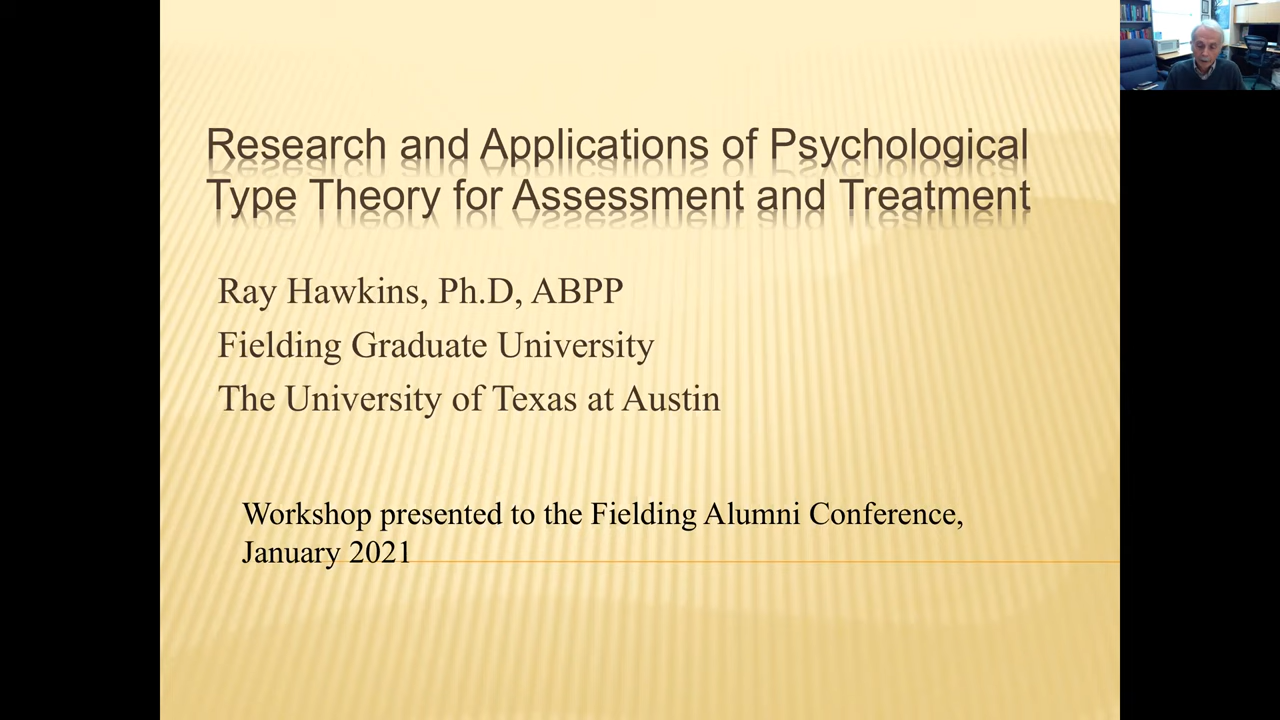 Research and Applications of Psychological
Type Theory for Assessment and Treatment
Ray Hawkins, Ph.D, ABPP
Fielding Graduate University
The University of Texas at Austin
Workshop presented to the Fielding Alumni Conference,
January 2021